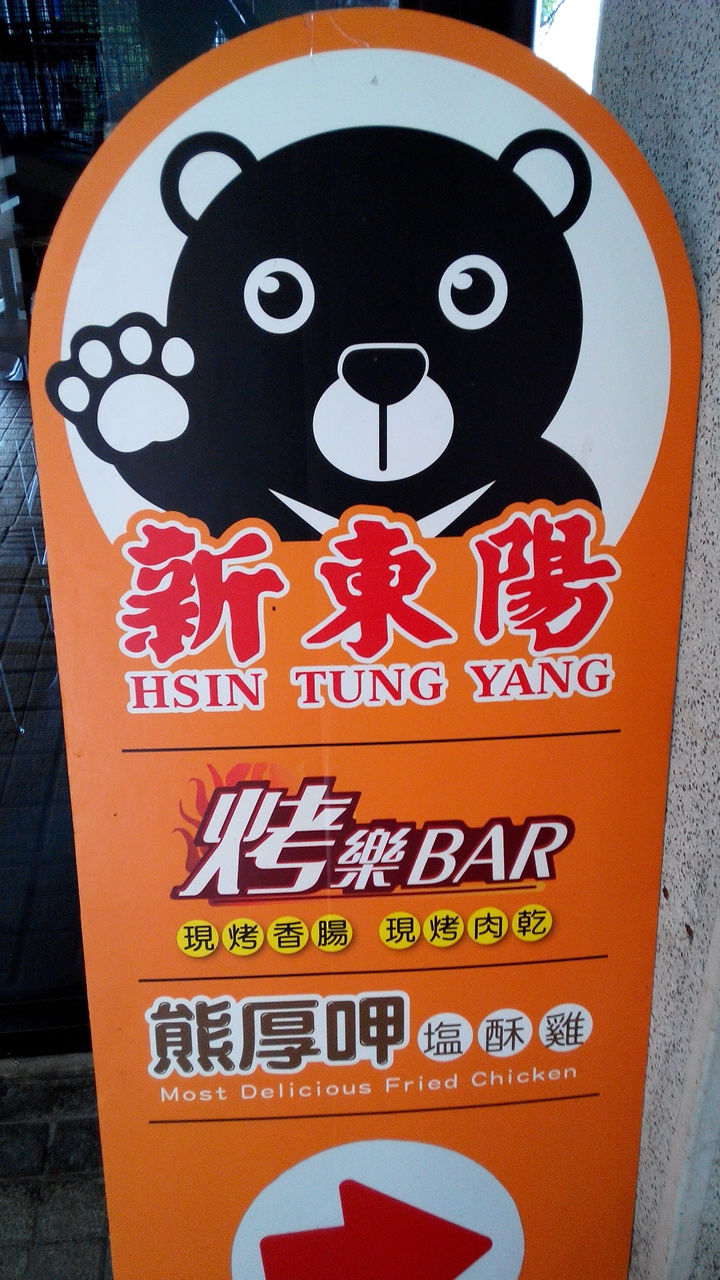 新東陽
HSIN TUNG YANG
烤樂BAR
現烤香腸 現烤肉乾
熊厚呷 塩酥雞
Most Delicious Fried Chicken